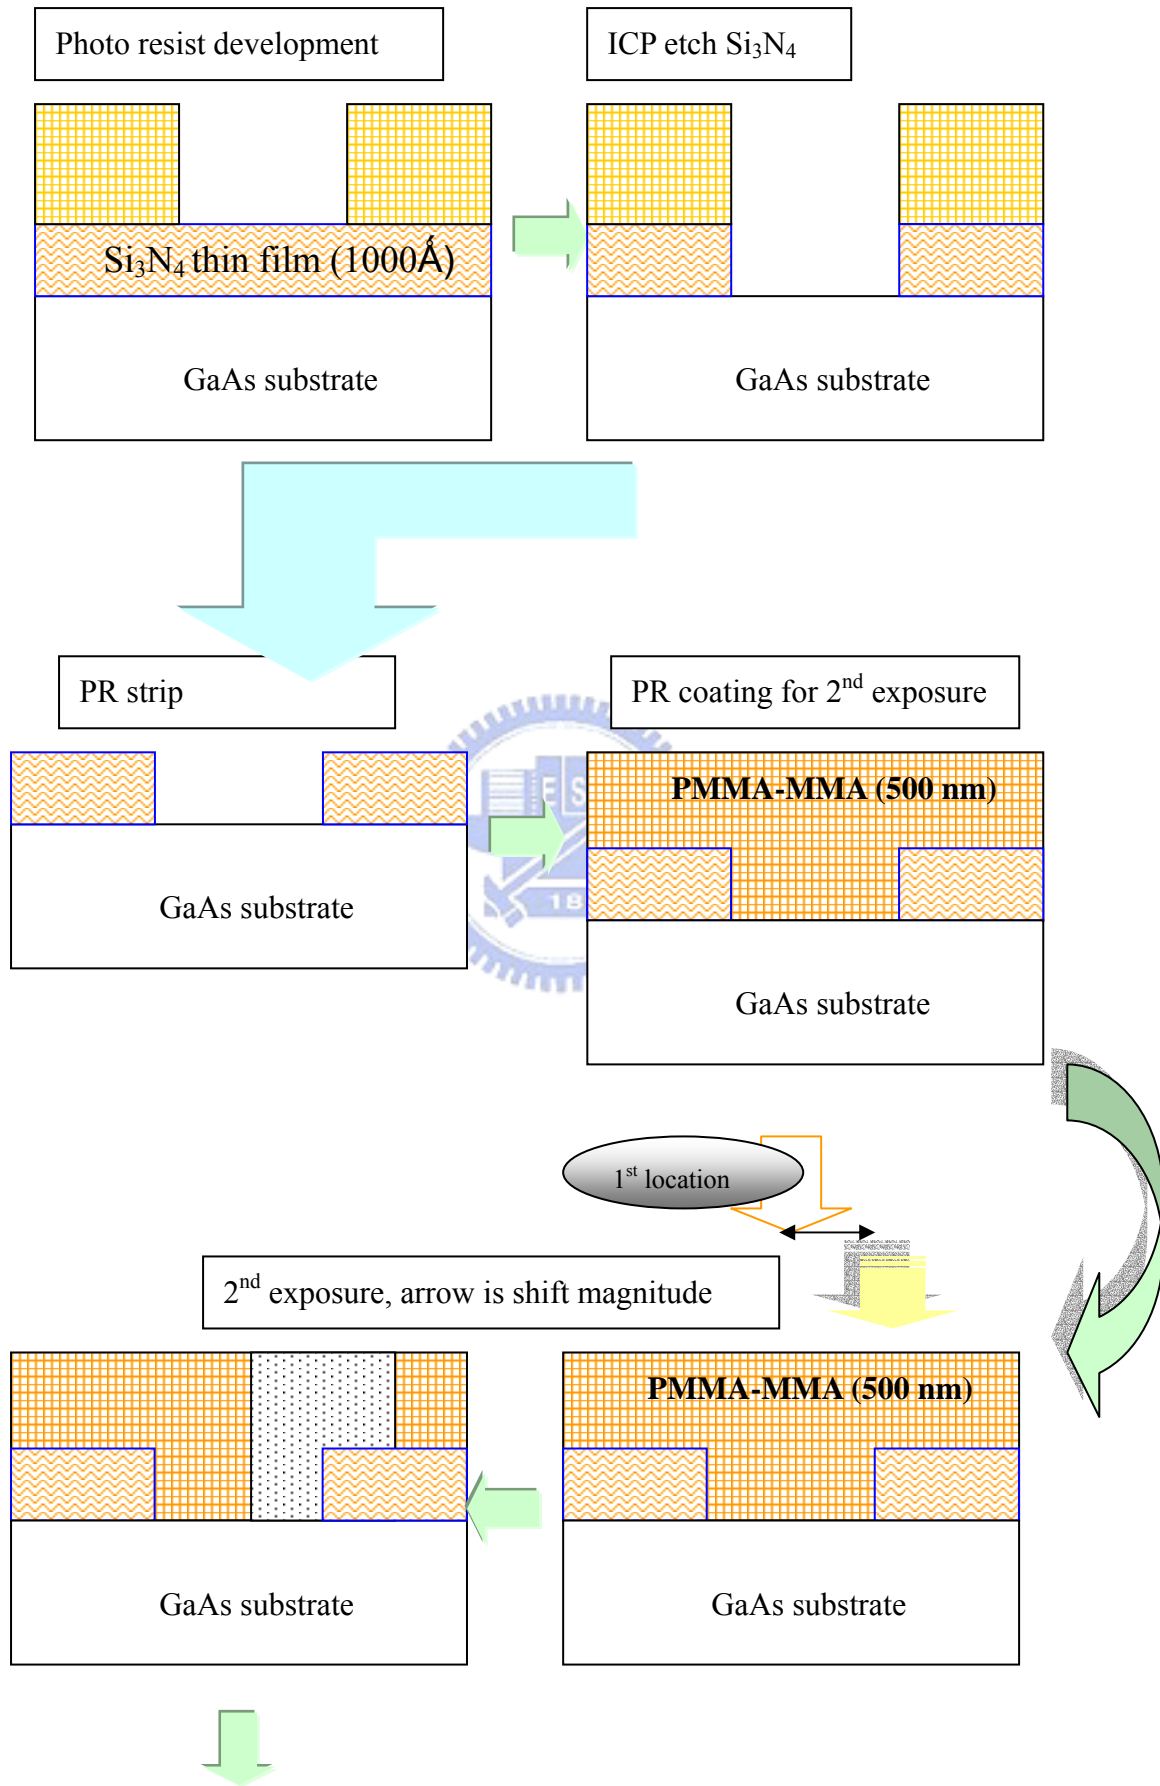 Photo resist development
ICP etch Si₃N₄
Si₃N₄ thin film (1000Å)
GaAs substrate
GaAs substrate
PR strip
PR coating for 2ⁿᵈ exposure
PMMA-MMA (500 nm)
GaAs substrate
GaAs substrate
1ˢᵗ location
2ⁿᵈ exposure, arrow is shift magnitude
PMMA-MMA (500 nm)
GaAs substrate
GaAs substrate